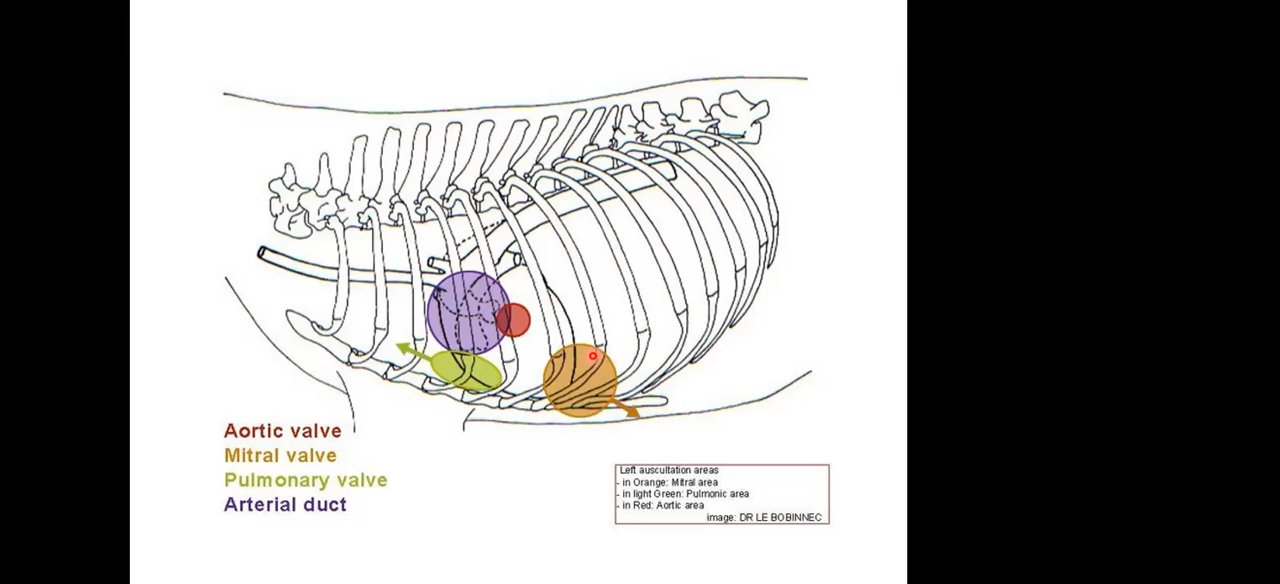 Aortic valve
Mitral valve
Pulmonary valve
Arterial duct
Left auscultation areas
- in Orange: Mitral area
- in light Green: Pulmonic area
- in Red: Aortic area
image: DR LE BOBINNEC